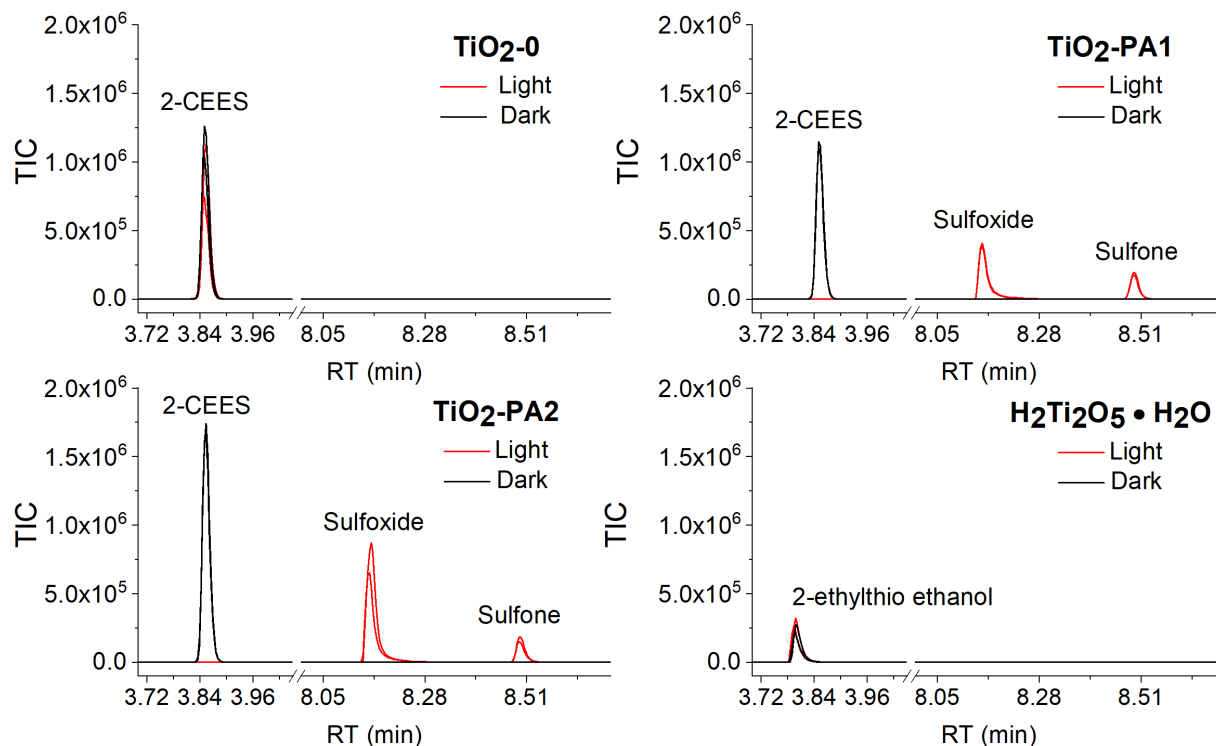 TiO2-0
Light
Dark
2-CEES
2.0x10^6
1.5x10^6
1.0x10^6
5.0x10^5
0.0
TIC
3.72 3.84 3.96 8.05 8.28 8.51
RT (min)
TiO2-PA1
Light
Dark
2-CEES
Sulfoxide
Sulfone
2.0x10^6
1.5x10^6
1.0x10^6
5.0x10^5
0.0
TIC
3.72 3.84 3.96 8.05 8.28 8.51
RT (min)
TiO2-PA2
Light
Dark
2-CEES
Sulfoxide
Sulfone
2.0x10^6
1.5x10^6
1.0x10^6
5.0x10^5
0.0
TIC
3.72 3.84 3.96 8.05 8.28 8.51
RT (min)
H2Ti2O5 • H2O
Light
Dark
2-ethylthio ethanol
2.0x10^6
1.5x10^6
1.0x10^6
5.0x10^5
0.0
TIC
3.72 3.84 3.96 8.05 8.28 8.51
RT (min)